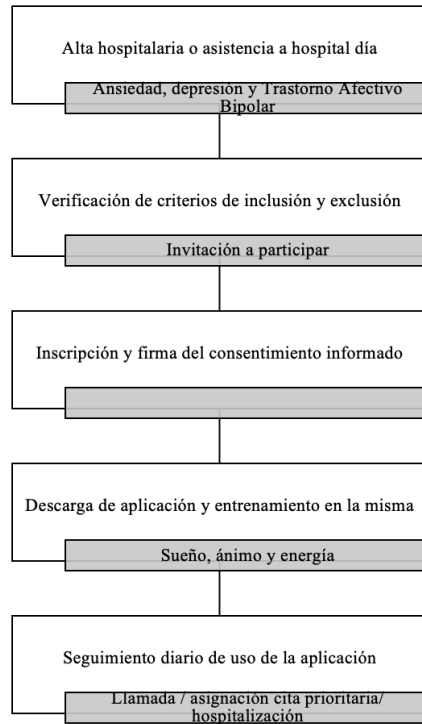 Alta hospitalaria o asistencia a hospital día
Ansiedad, depresión y Trastorno Afectivo
Bipolar
Verificación de criterios de inclusión y exclusión
Invitación a participar
Inscripción y firma del consentimiento informado
Descarga de aplicación y entrenamiento en la misma
Sueño, ánimo y energía
Seguimiento diario de uso de la aplicación
Llamada / asignación cita prioritaria/
hospitalización